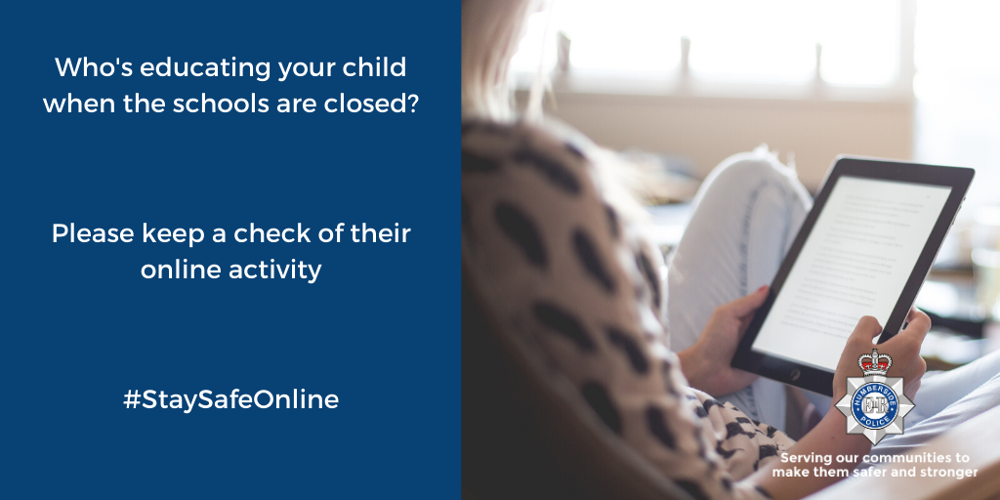 Who's educating your child
when the schools are closed?
Please keep a check of their
online activity
#StaySafeOnline
HUMBERSIDE
E II R
POLICE
Serving our communities to
make them safer and stronger